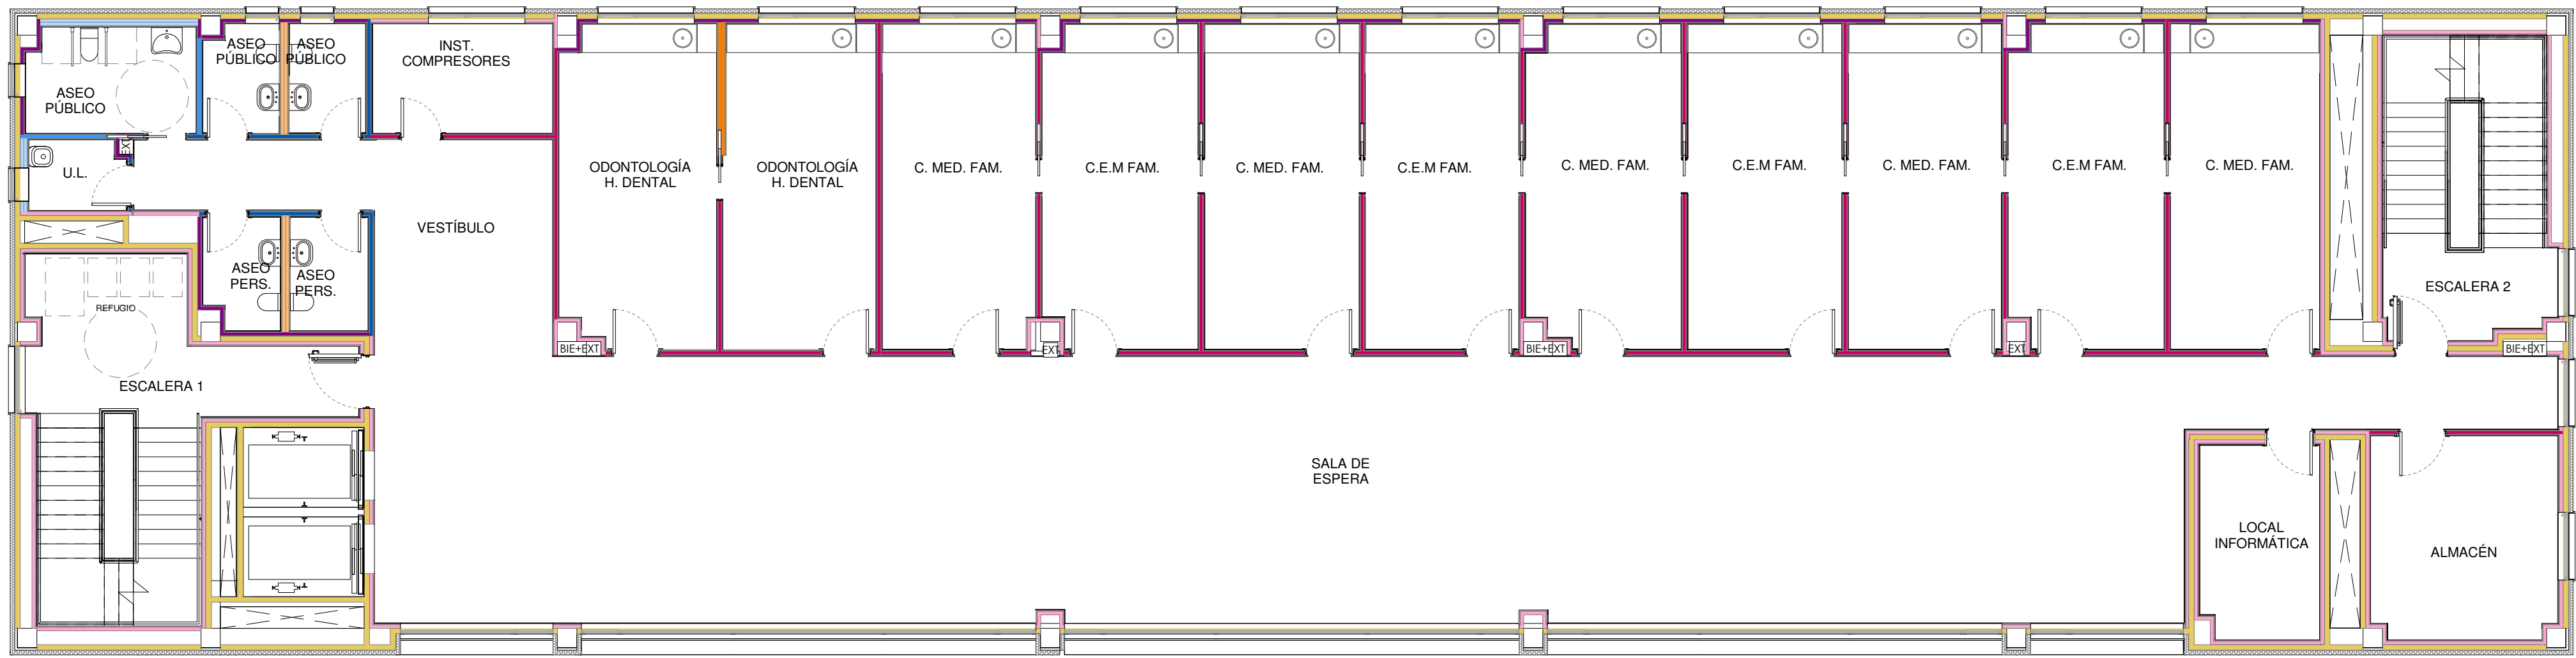 ASEO
PÚBLICO
ASEO
PÚBLICO
INST.
COMPRESORES
ASEO
PÚBLICO
EXT
U.L.
ODONTOLOGÍA
H. DENTAL
ODONTOLOGÍA
H. DENTAL
C. MED. FAM.
C.E.M FAM.
C. MED. FAM.
C.E.M FAM.
C. MED. FAM.
C.E.M FAM.
C. MED. FAM.
C.E.M FAM.
C. MED. FAM.
VESTÍBULO
ASEO
PERS.
ASEO
PERS.
REFUGIO
ESCALERA 2
BIE+EXT
EXT
BIE+EXT
EXT
BIE+EXT
ESCALERA 1
SALA DE
ESPERA
LOCAL
INFORMÁTICA
ALMACÉN